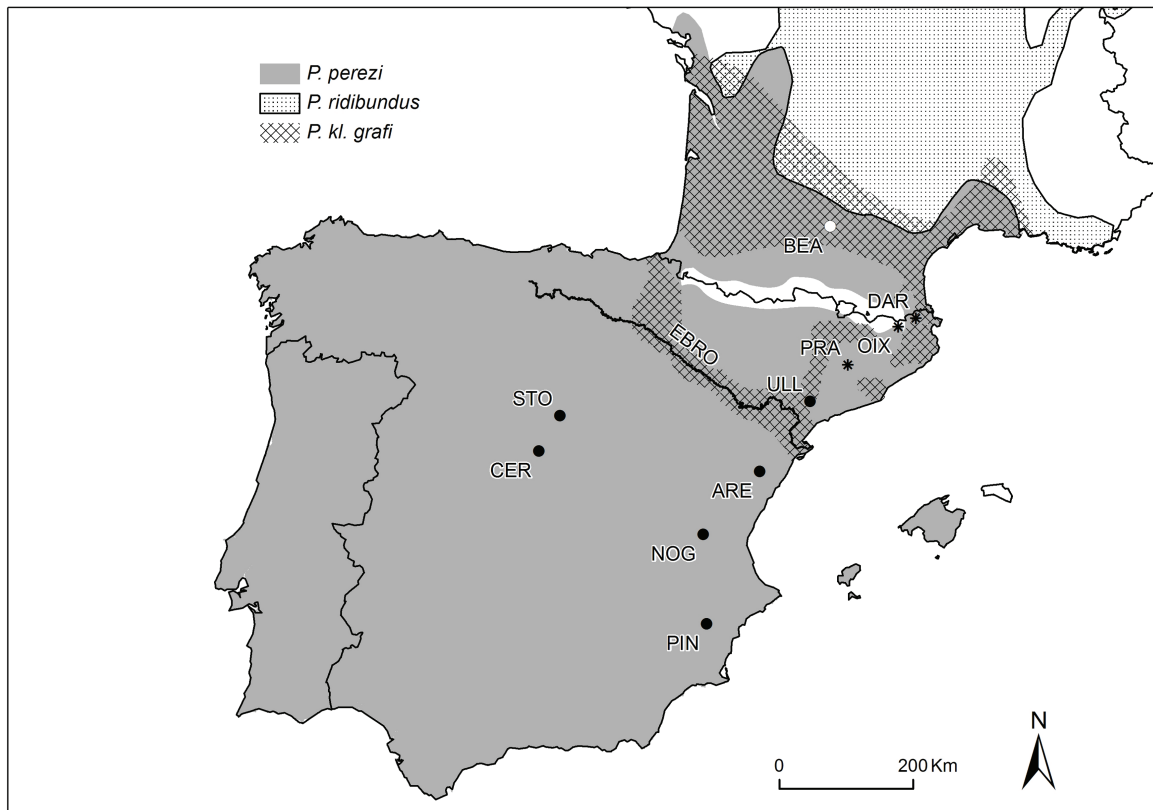 P. perezi
P. ridibundus
P. kl. grafi
BEA
DAR
EBRO
PRA
OIX
ULL
STO
CER
ARE
NOG
PIN
N
0
200 Km